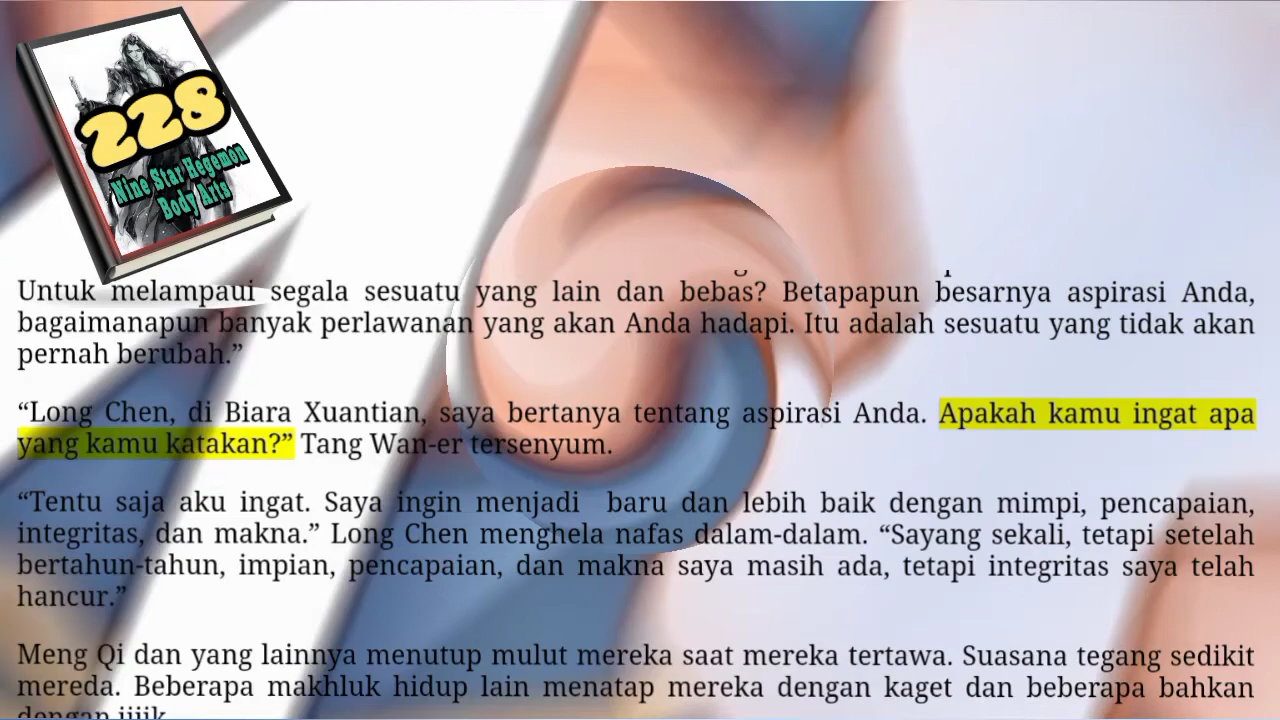 228
Nine Star Hegemon
Body Arts
Untuk melampaui segala sesuatu yang lain dan bebas? Betapapun besarnya aspirasi Anda,
bagaimanapun banyak perlawanan yang akan Anda hadapi. Itu adalah sesuatu yang tidak akan
pernah berubah.”
“Long Chen, di Biara Xuantian, saya bertanya tentang aspirasi Anda. Apakah kamu ingat apa
yang kamu katakan?” Tang Wan-er tersenyum.
“Tentu saja aku ingat. Saya ingin menjadi  baru dan lebih baik dengan mimpi, pencapaian,
integritas, dan makna.” Long Chen menghela nafas dalam-dalam. “Sayang sekali, tetapi setelah
bertahun-tahun, impian, pencapaian, dan makna saya masih ada, tetapi integritas saya telah
hancur.”
Meng Qi dan yang lainnya menutup mulut mereka saat mereka tertawa. Suasana tegang sedikit
mereda. Beberapa makhluk hidup lain menatap mereka dengan kaget dan beberapa bahkan
dengan jijik.